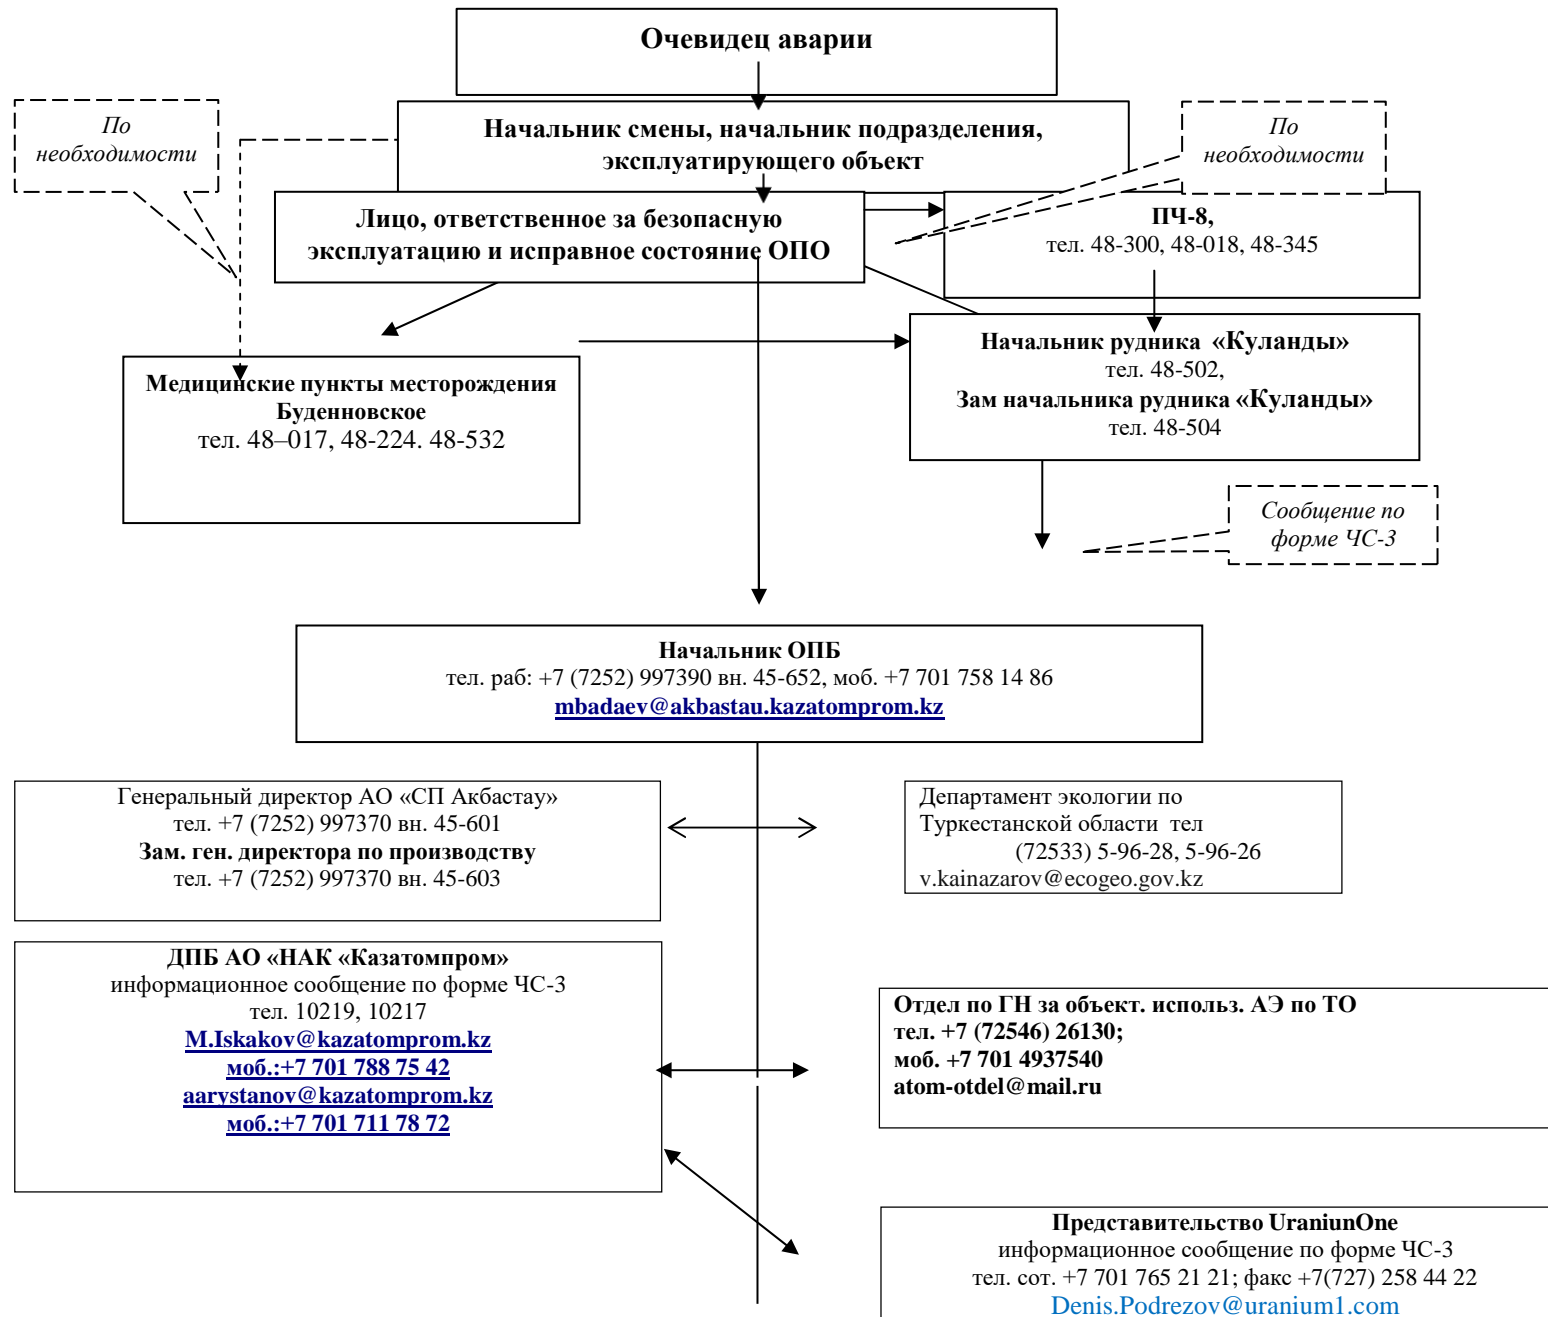 Очевидец аварии
По
необходимости
Начальник смены, начальник подразделения,
эксплуатирующего объект
По
необходимости
Лицо, ответственное за безопасную
эксплуатацию и исправное состояние ОПО
ПЧ-8,
тел. 48-300, 48-018, 48-345
Начальник рудника «Куланды»
тел. 48-502,
Зам начальника рудника «Куланды»
тел. 48-504
Медицинские пункты месторождения
Буденновское
тел. 48–017, 48-224. 48-532
Сообщение по
форме ЧС-3
Начальник ОПБ
тел. раб: +7 (7252) 997390 вн. 45-652, моб. +7 701 758 14 86
mbadaev@akbastau.kazatomprom.kz
Генеральный директор АО «СП Акбастау»
тел. +7 (7252) 997370 вн. 45-601
Зам. ген. директора по производству
тел. +7 (7252) 997370 вн. 45-603
Департамент экологии по
Туркестанской области тел
(72533) 5-96-28, 5-96-26
v.kainazarov@ecogeo.gov.kz
ДПБ АО «НАК «Казатомпром»
информационное сообщение по форме ЧС-3
тел. 10219, 10217
M.Iskakov@kazatomprom.kz
моб.:+7 701 788 75 42
aarystanov@kazatomprom.kz
моб.:+7 701 711 78 72
Отдел по ГН за объект. использ. АЭ по ТО
тел. +7 (72546) 26130;
моб. +7 701 4937540
atom-otdel@mail.ru
Представительство UraniunOne
информационное сообщение по форме ЧС-3
тел. сот. +7 701 765 21 21; факс +7(727) 258 44 22
Denis.Podrezov@uranium1.com